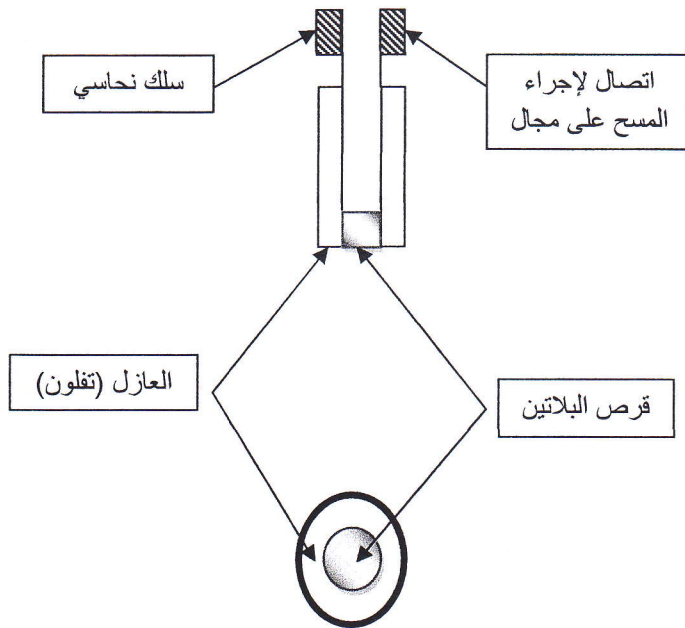 سلك نحاسي
اتصال لإجراء
المسح على مجال
العازل (تفلون)
قرص البلاتين